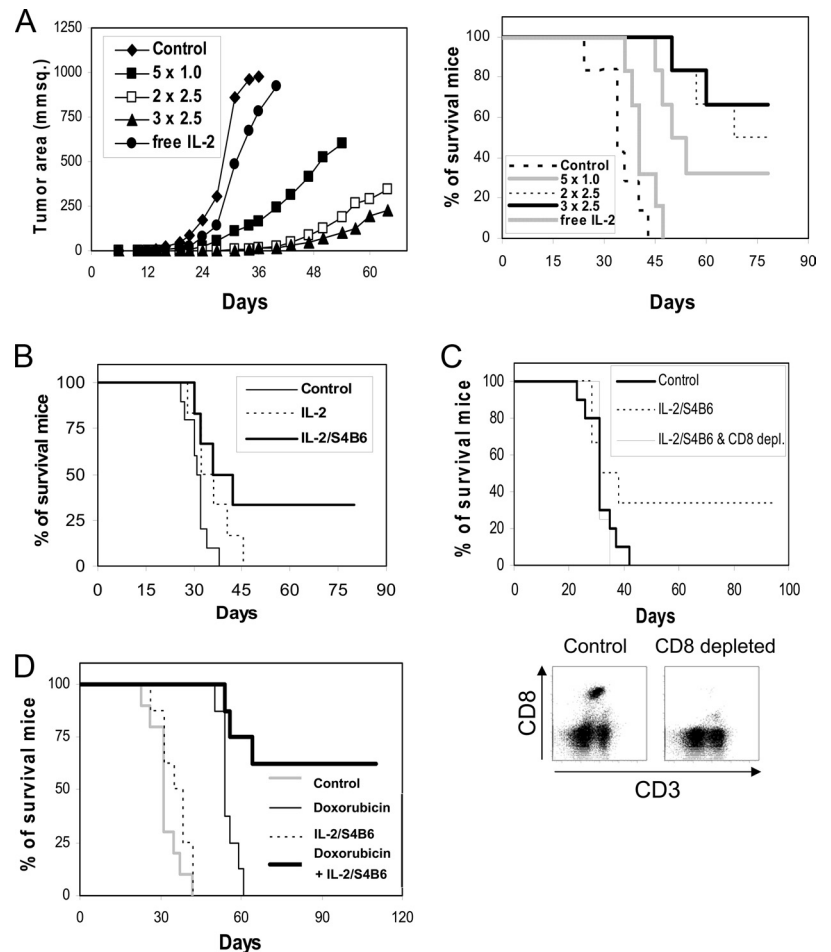 A
Tumor area (mmsq.)
1250
1000
750
500
250
0
Control
5 x 1.0
2 x 2.5
3 x 2.5
free IL-2
0 12 24 36 48 60
Days
% of survival mice
100
80
60
40
20
0
Control
5 x 1.0
2 x 2.5
3 x 2.5
free IL-2
0 15 30 45 60 75 90
Days
B
% of survival mice
100
75
50
25
0
Control
IL-2
IL-2/S4B6
0 15 30 45 60 75 90
Days
C
% of survival mice
100
80
60
40
20
0
Control
IL-2/S4B6
IL-2/S4B6 & CD8 depl.
0 20 40 60 80 100
Days
Control CD8 depleted
CD8
CD3
D
% of survival mice
100
75
50
25
0
Control
Doxorubicin
IL-2/S4B6
Doxorubicin
+ IL-2/S4B6
0 30 60 90 120
Days